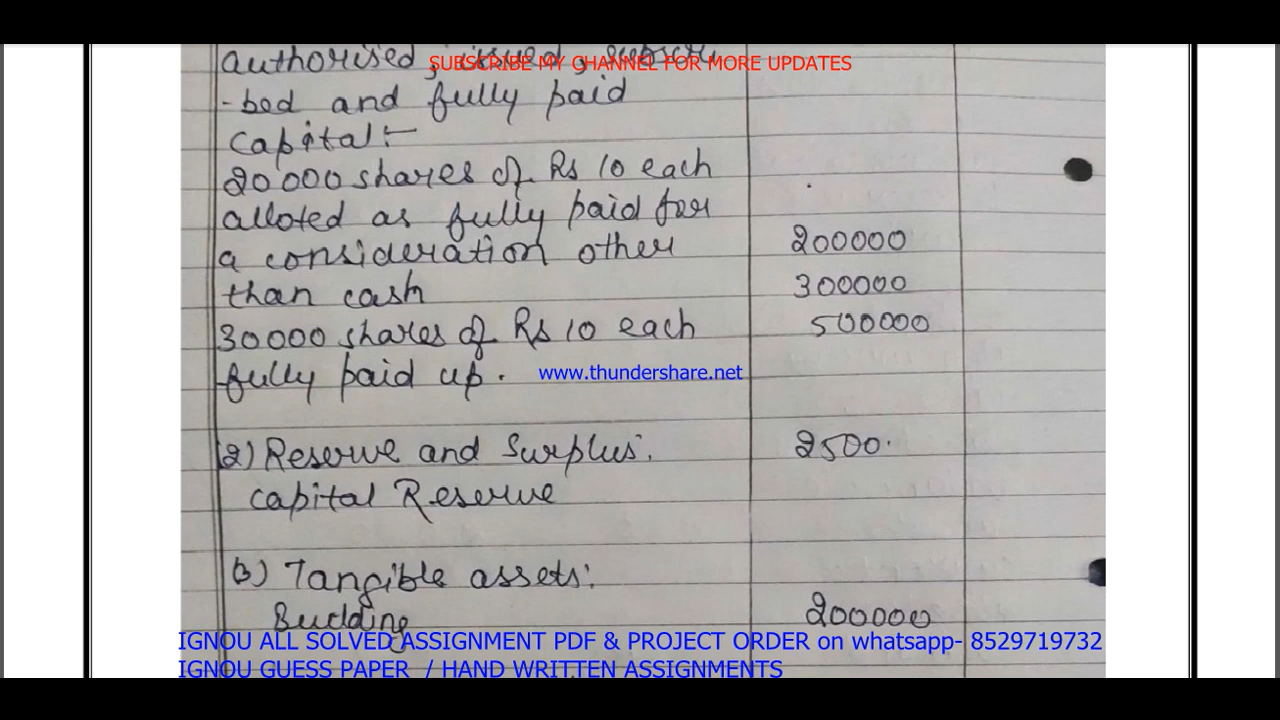 authorised, issued, subscri
SUBSCRIBE MY CHANNEL FOR MORE UPDATES
-bed and fully paid
capital :-
20000 shares of Rs 10 each
alloted as fully paid for
a consideration other 200000
than cash 300000
30000 shares of Rs 10 each 500000
fully paid up.
www.thundershare.net
2) Reserve and Surplus: 2500
capital Reserve
3) Tangible assets:
Building 200000
IGNOU ALL SOLVED ASSIGNMENT PDF & PROJECT ORDER on whatsapp- 8529719732
IGNOU GUESS PAPER / HAND WRITTEN ASSIGNMENTS